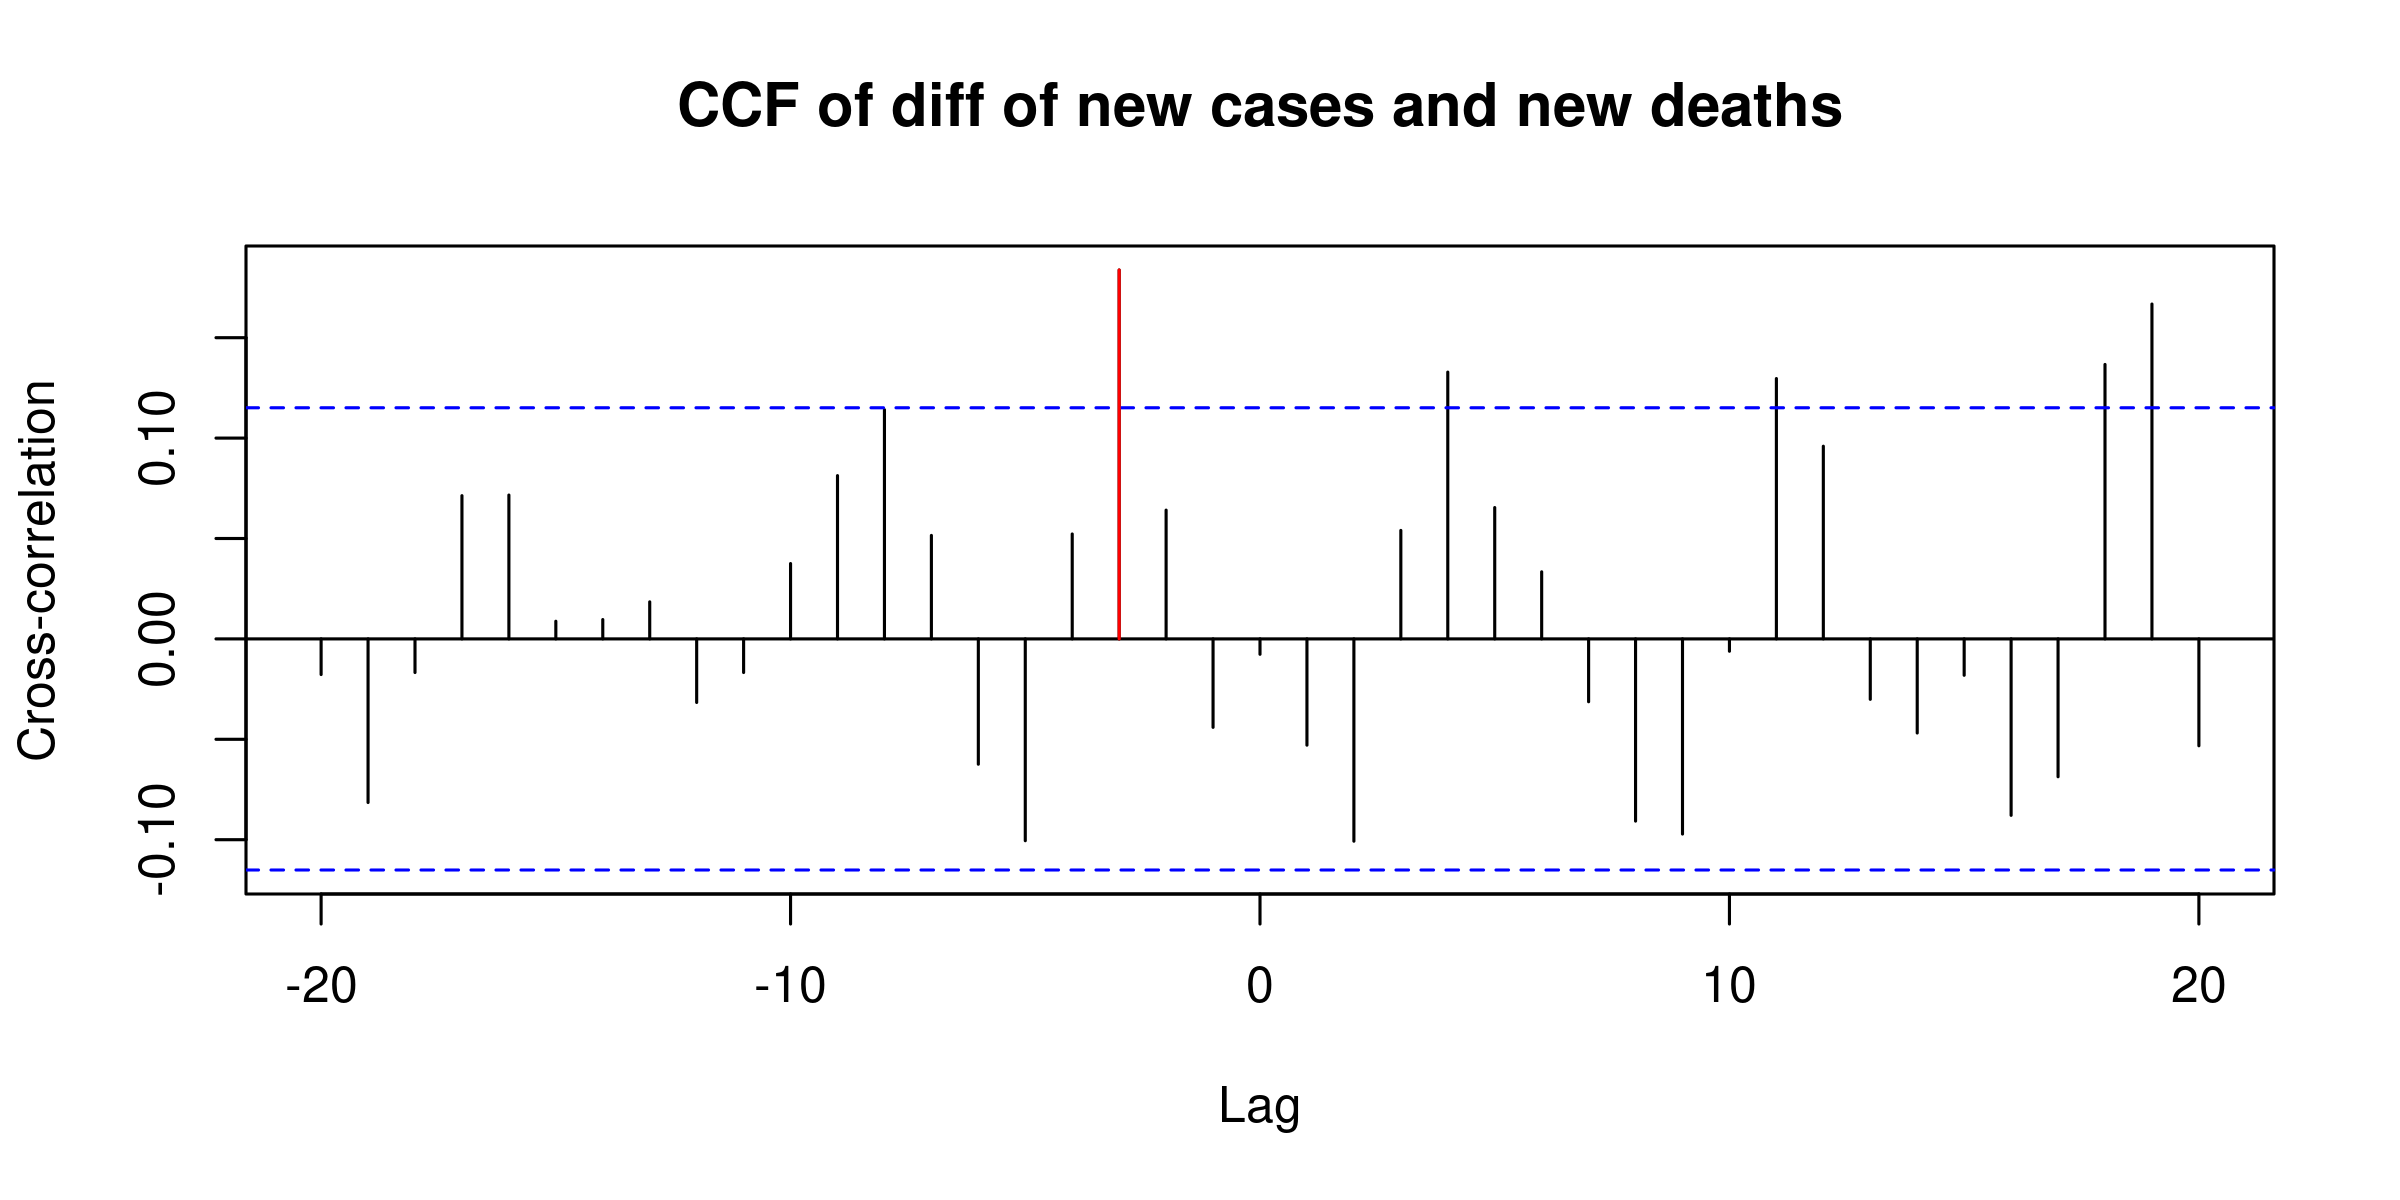 CCF of diff of new cases and new deaths
Cross-correlation
0.10
0.00
-0.10
-20 -10 0 10 20
Lag